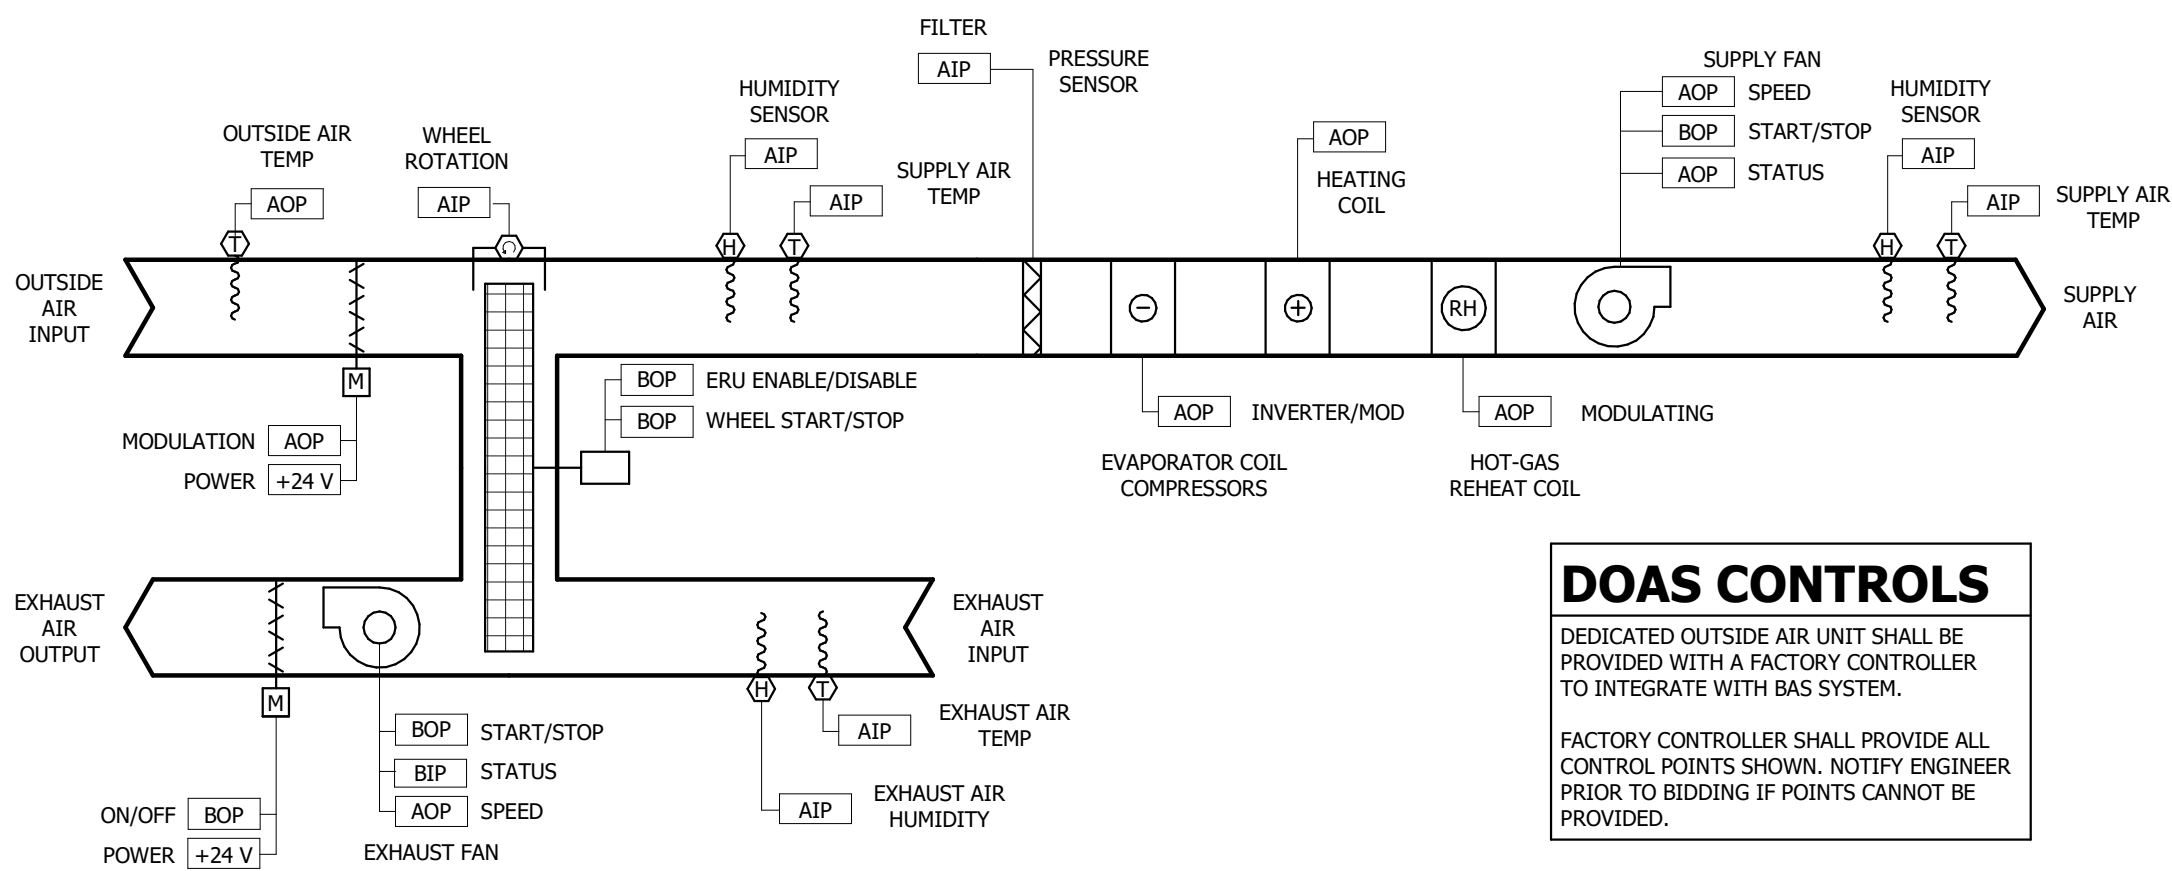 FILTER
AIP
PRESSURE
SENSOR
SUPPLY FAN
AOP SPEED
BOP START/STOP
AOP STATUS
HUMIDITY
SENSOR
AIP
HUMIDITY
SENSOR
AIP
OUTSIDE AIR
TEMP
AOP
WHEEL
ROTATION
AIP
SUPPLY AIR
TEMP
AIP
AOP
HEATING
COIL
AIP
SUPPLY AIR
TEMP
T
H
T
H
T
OUTSIDE
AIR
INPUT
RH
SUPPLY
AIR
M
MODULATION AOP
POWER +24 V
BOP ERU ENABLE/DISABLE
BOP WHEEL START/STOP
AOP INVERTER/MOD
EVAPORATOR COIL
COMPRESSORS
AOP MODULATING
HOT-GAS
REHEAT COIL
EXHAUST
AIR
OUTPUT
EXHAUST
AIR
INPUT
M
H
T
BOP START/STOP
BIP STATUS
AOP SPEED
EXHAUST FAN
ON/OFF BOP
POWER +24 V
AIP
EXHAUST AIR
TEMP
AIP
EXHAUST AIR
HUMIDITY
DOAS CONTROLS
DEDICATED OUTSIDE AIR UNIT SHALL BE
PROVIDED WITH A FACTORY CONTROLLER
TO INTEGRATE WITH BAS SYSTEM.
FACTORY CONTROLLER SHALL PROVIDE ALL
CONTROL POINTS SHOWN. NOTIFY ENGINEER
PRIOR TO BIDDING IF POINTS CANNOT BE
PROVIDED.